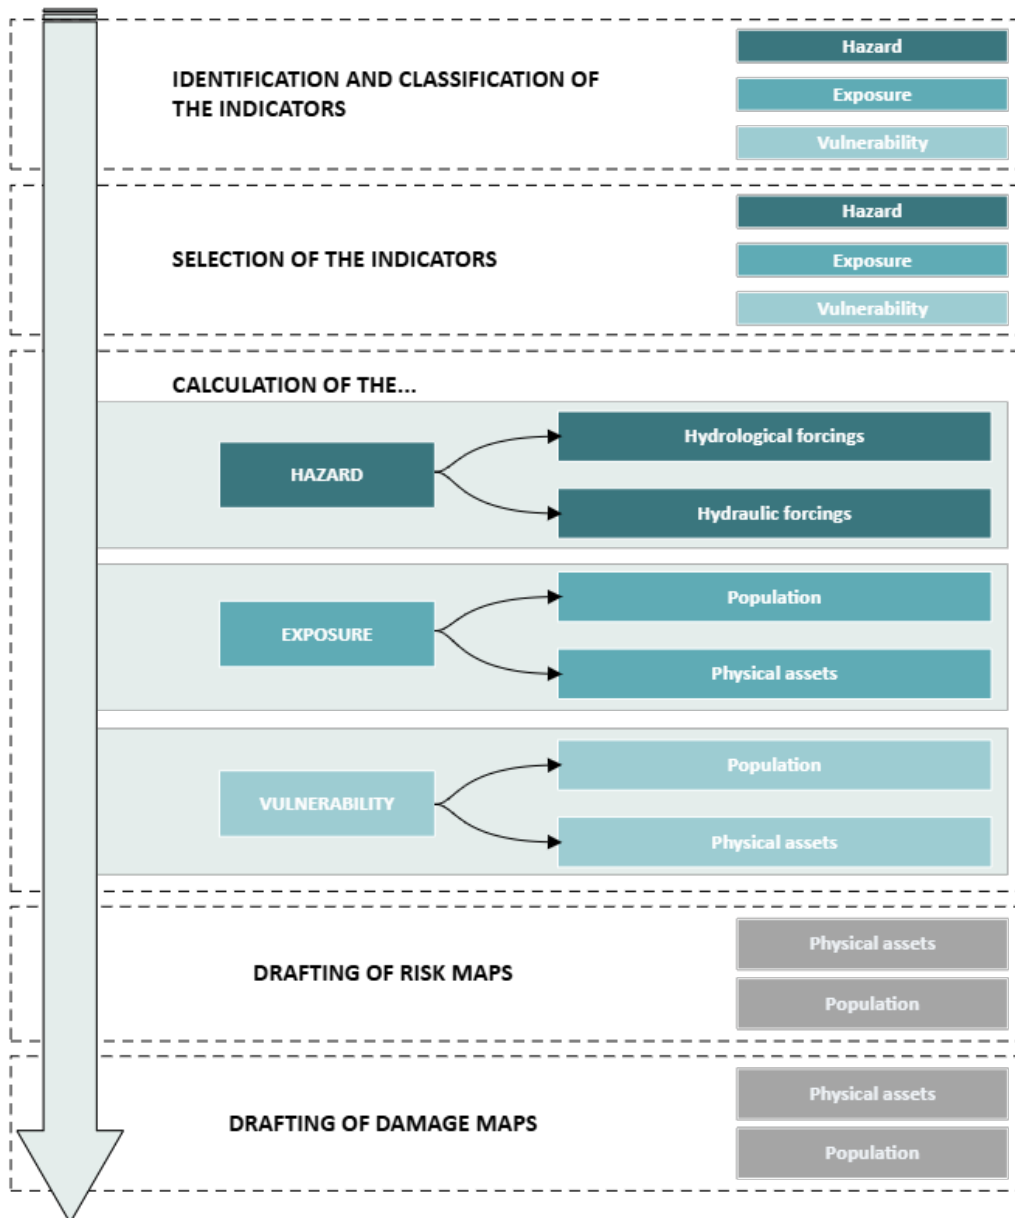 IDENTIFICATION AND CLASSIFICATION OF
THE INDICATORS
Hazard
Exposure
Vulnerability
SELECTION OF THE INDICATORS
Hazard
Exposure
Vulnerability
CALCULATION OF THE...
HAZARD
Hydrological forcings
Hydraulic forcings
EXPOSURE
Population
Physical assets
VULNERABILITY
Population
Physical assets
DRAFTING OF RISK MAPS
Physical assets
Population
DRAFTING OF DAMAGE MAPS
Physical assets
Population